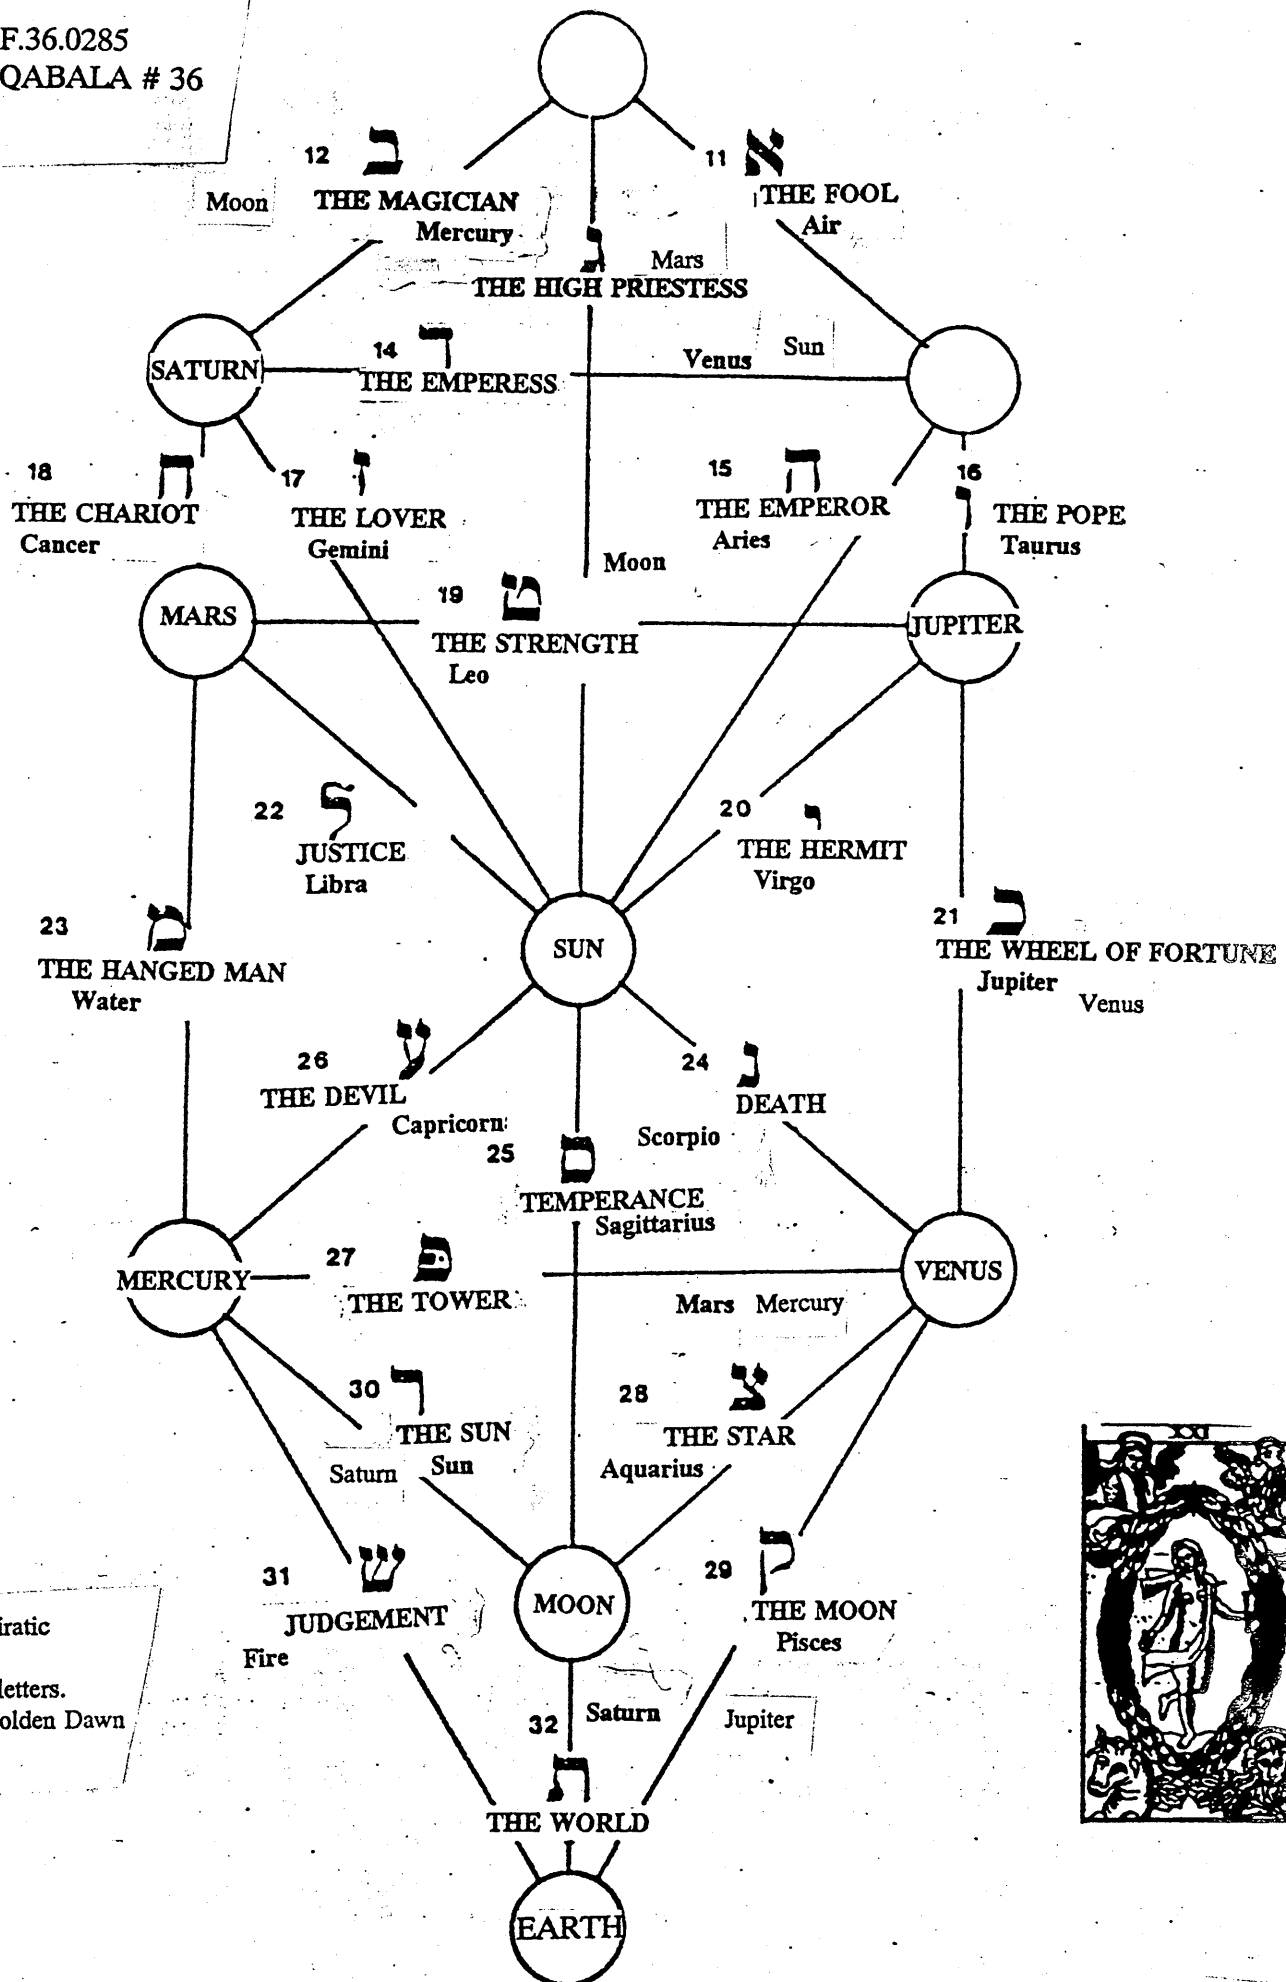 F.36.0285
QABALA # 36
12 ב
11 א
Moon THE MAGICIAN
Mercury
THE FOOL
Air
ג
Mars
THE HIGH PRIESTESS
14 ד
SATURN
THE EMPERESS
Venus Sun
18 ח
THE CHARIOT
Cancer
17 ז
THE LOVER
Gemini
15 ה
THE EMPEROR
Aries
16
ו THE POPE
Taurus
Moon
MARS
19 ט
THE STRENGTH
Leo
JUPITER
22 ל
JUSTICE
Libra
20 י
THE HERMIT
Virgo
23 מ
THE HANGED MAN
Water
SUN
21 כ
THE WHEEL OF FORTUNE
Jupiter
Venus
26 ע
THE DEVIL
Capricorn
24 נ
DEATH
Scorpio
25 ס
TEMPERANCE
Sagittarius
MERCURY
27 פ
THE TOWER
VENUS
Mars Mercury
30 ר
THE SUN
Saturn Sun
28 צ
THE STAR
Aquarius
31 ש
JUDGEMENT
Fire
MOON
29 ק
THE MOON
Pisces
iratic
letters.
olden Dawn
Saturn Jupiter
32
ת
THE WORLD
EARTH
XXI